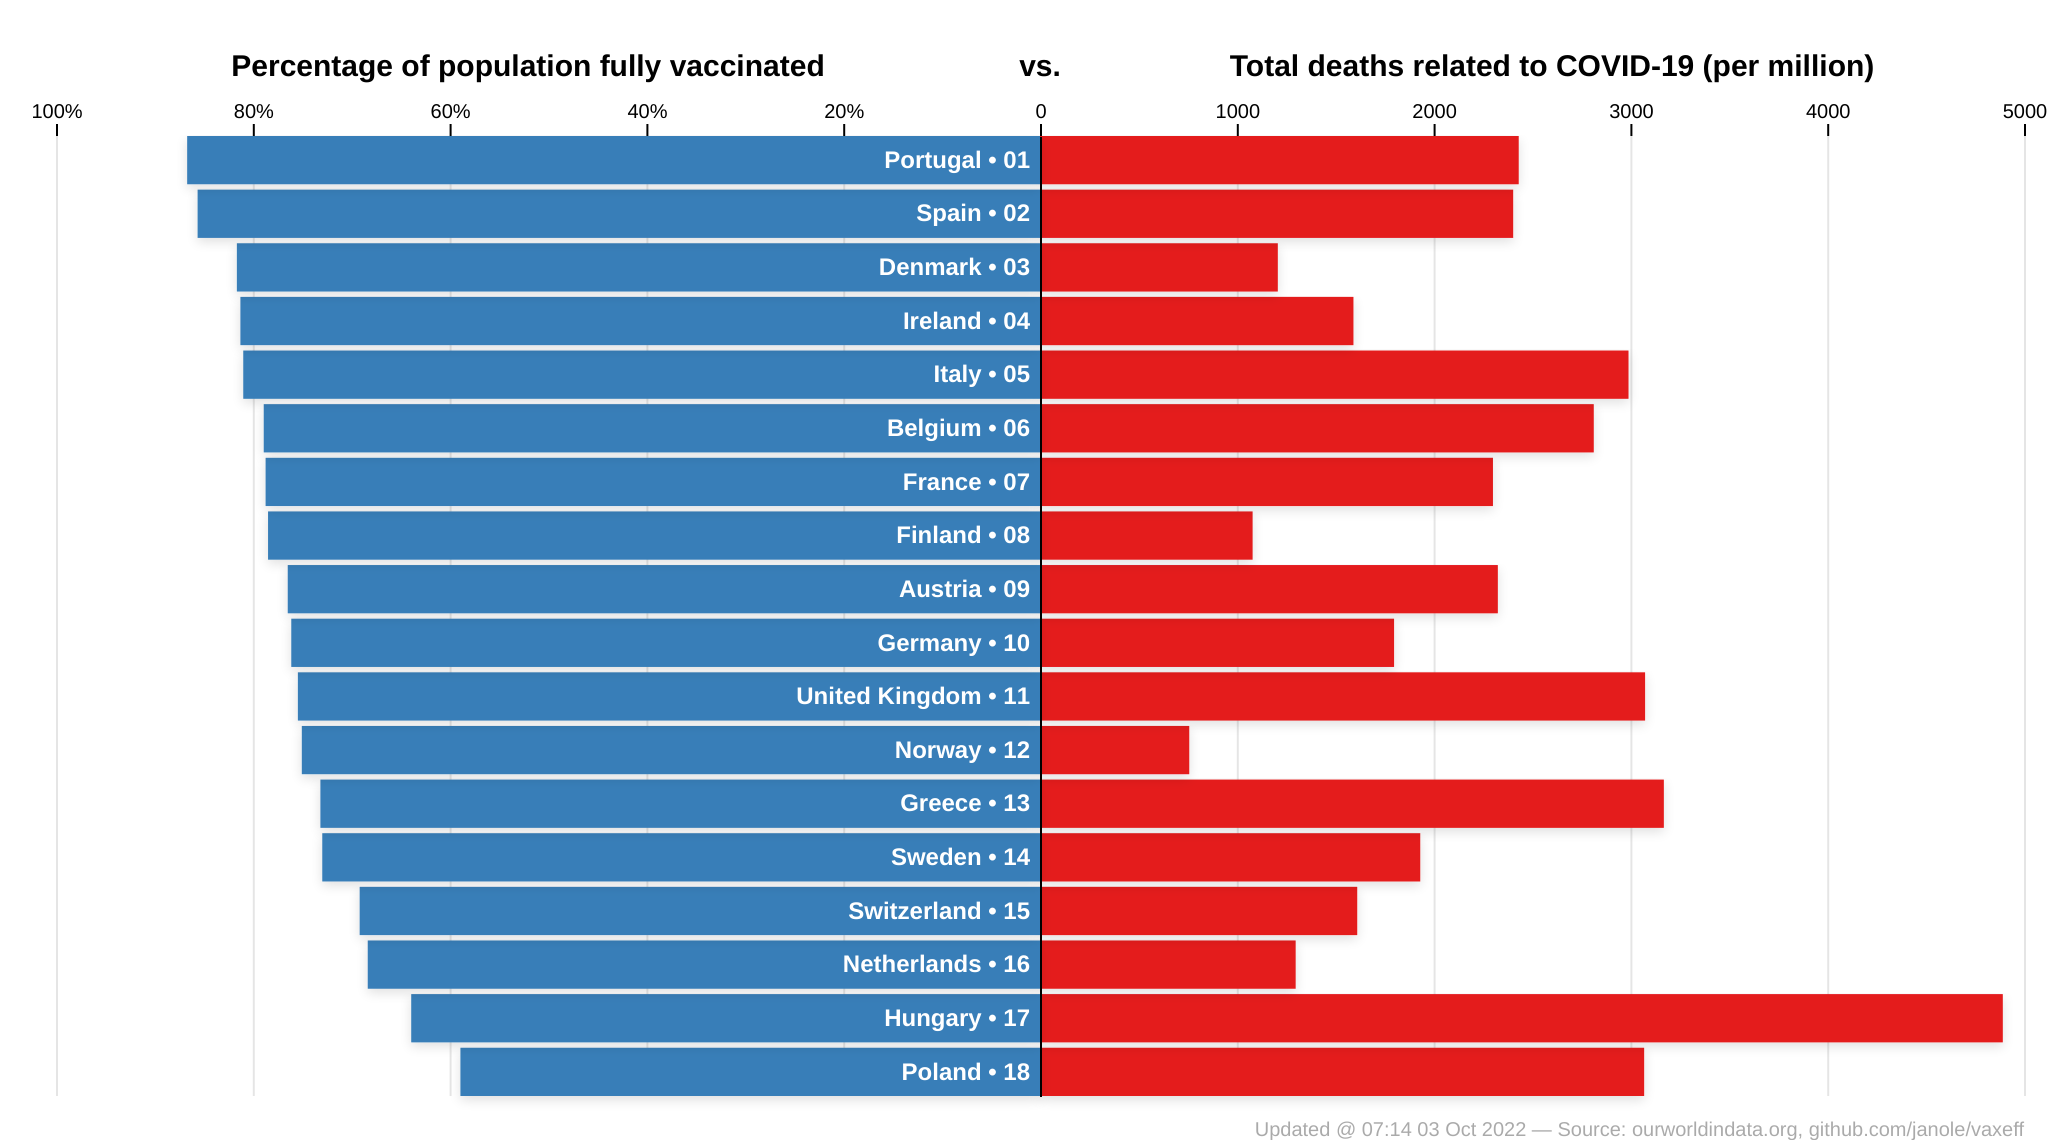 Percentage of population fully vaccinated vs. Total deaths related to COVID-19 (per million)
100% 80% 60% 40% 20% 0 1000 2000 3000 4000 5000
Portugal • 01
Spain • 02
Denmark • 03
Ireland • 04
Italy • 05
Belgium • 06
France • 07
Finland • 08
Austria • 09
Germany • 10
United Kingdom • 11
Norway • 12
Greece • 13
Sweden • 14
Switzerland • 15
Netherlands • 16
Hungary • 17
Poland • 18
Updated @ 07:14 03 Oct 2022 — Source: ourworldindata.org, github.com/janole/vaxeff